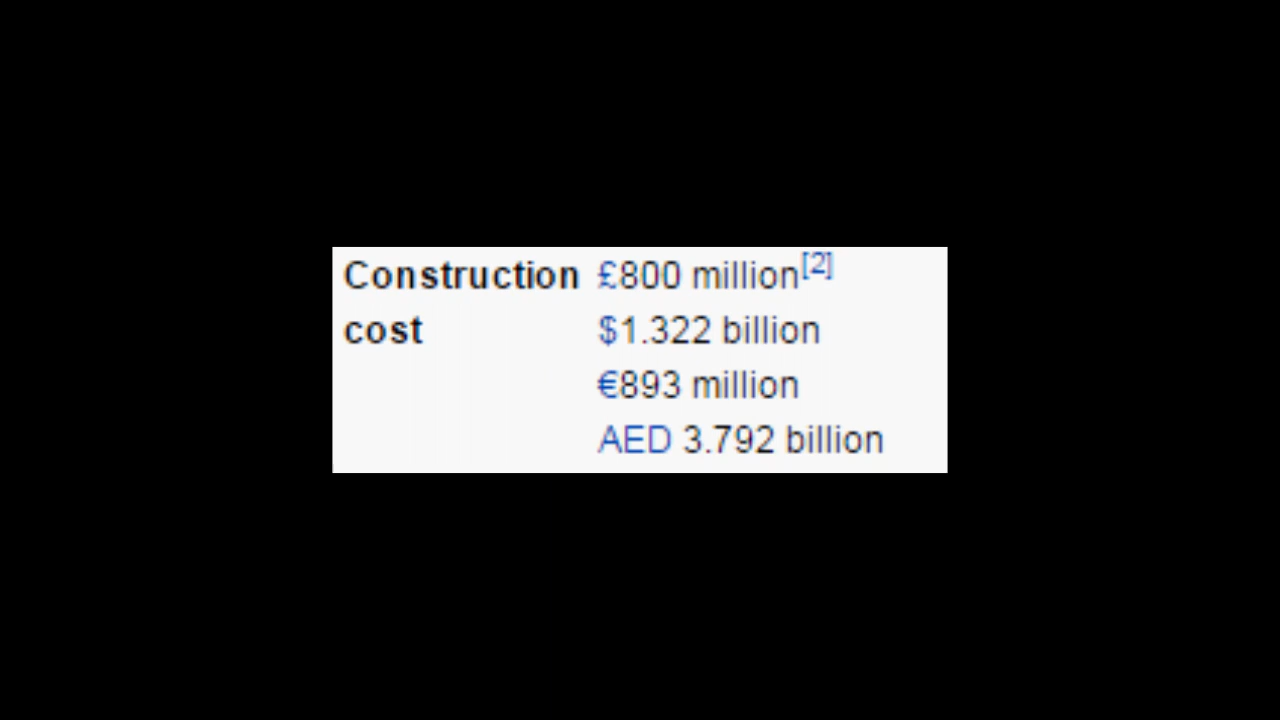 Construction £800 million[2]
cost $1.322 billion
€893 million
AED 3.792 billion